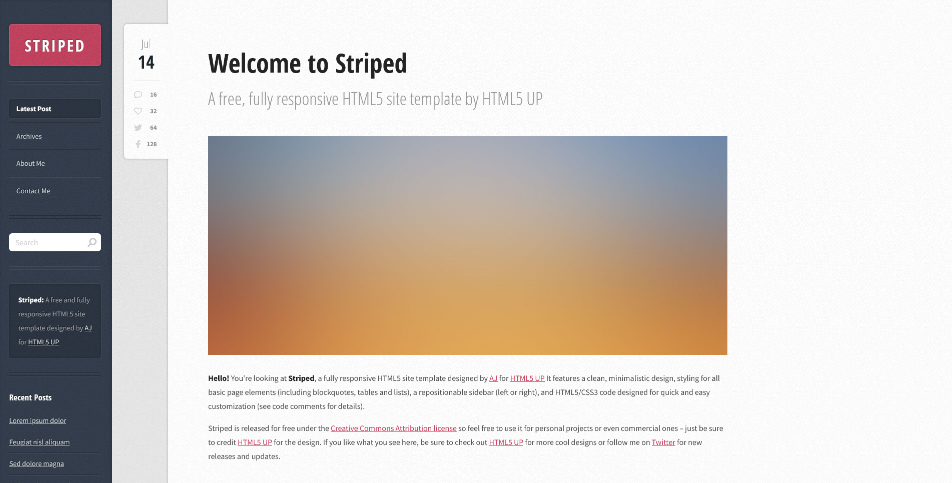 STRIPED
Latest Post
Archives
About Me
Contact Me
Search
Striped: A free and fully
responsive HTML5 site
template designed by AJ
for HTML5 UP
Recent Posts
Lorem ipsum dolor
Feugiat nisl aliquam
Sed dolore magna
Jul
14
16
32
64
128
Welcome to Striped
A free, fully responsive HTML5 site template by HTML5 UP
Hello! You're looking at Striped, a fully responsive HTML5 site template designed by AJ for HTML5 UP It features a clean, minimalistic design, styling for all
basic page elements (including blockquotes, tables and lists), a repositionable sidebar (left or right), and HTML5/CSS3 code designed for quick and easy
customization (see code comments for details).
Striped is released for free under the Creative Commons Attribution license so feel free to use it for personal projects or even commercial ones – just be sure
to credit HTML5 UP for the design. If you like what you see here, be sure to check out HTML5 UP for more cool designs or follow me on Twitter for new
releases and updates.